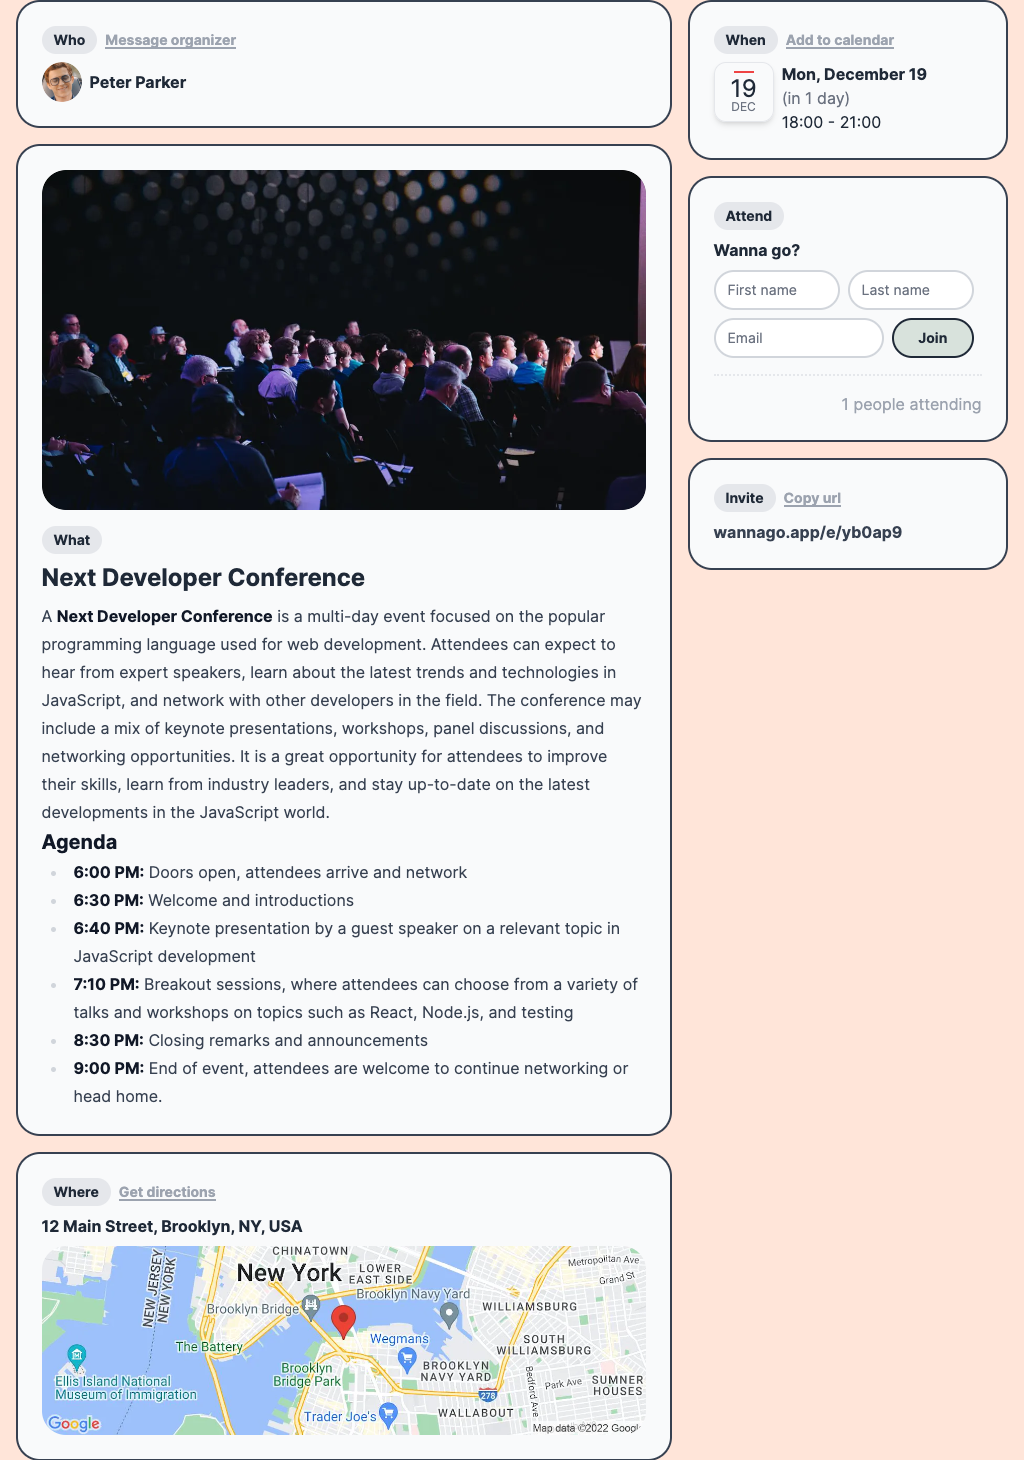 Who Message organizer
Peter Parker
What
Next Developer Conference
A Next Developer Conference is a multi-day event focused on the popular
programming language used for web development. Attendees can expect to
hear from expert speakers, learn about the latest trends and technologies in
JavaScript, and network with other developers in the field. The conference may
include a mix of keynote presentations, workshops, panel discussions, and
networking opportunities. It is a great opportunity for attendees to improve
their skills, learn from industry leaders, and stay up-to-date on the latest
developments in the JavaScript world.
Agenda
6:00 PM: Doors open, attendees arrive and network
6:30 PM: Welcome and introductions
6:40 PM: Keynote presentation by a guest speaker on a relevant topic in
JavaScript development
7:10 PM: Breakout sessions, where attendees can choose from a variety of
talks and workshops on topics such as React, Node.js, and testing
8:30 PM: Closing remarks and announcements
9:00 PM: End of event, attendees are welcome to continue networking or
head home.
Where Get directions
12 Main Street, Brooklyn, NY, USA
CHINATOWN
New York
LOWER
EAST SIDE
Metropolitan Ave
Grand St
NEW JERSEY
NEW YORK
Brooklyn Bridge
Brooklyn Navy Yard
WILLIAMSBURG
The Battery
Wegmans
SOUTH
WILLIAMSBURG
Ellis Island National
Museum of Immigration
Brooklyn
Bridge Park
BROOKLYN
NAVY YARD
Bedford Ave
Park Ave
SUMNER
HOUSES
278
Trader Joe's
WALLABOUT
Google
Map data ©2022 Googl
When Add to calendar
19
DEC
Mon, December 19
(in 1 day)
18:00 - 21:00
Attend
Wanna go?
First name Last name
Email Join
1 people attending
Invite Copy url
wannago.app/e/yb0ap9